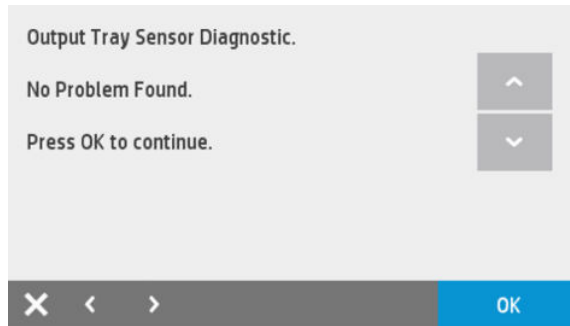 Output Tray Sensor Diagnostic.
No Problem Found.
Press OK to continue.
OK